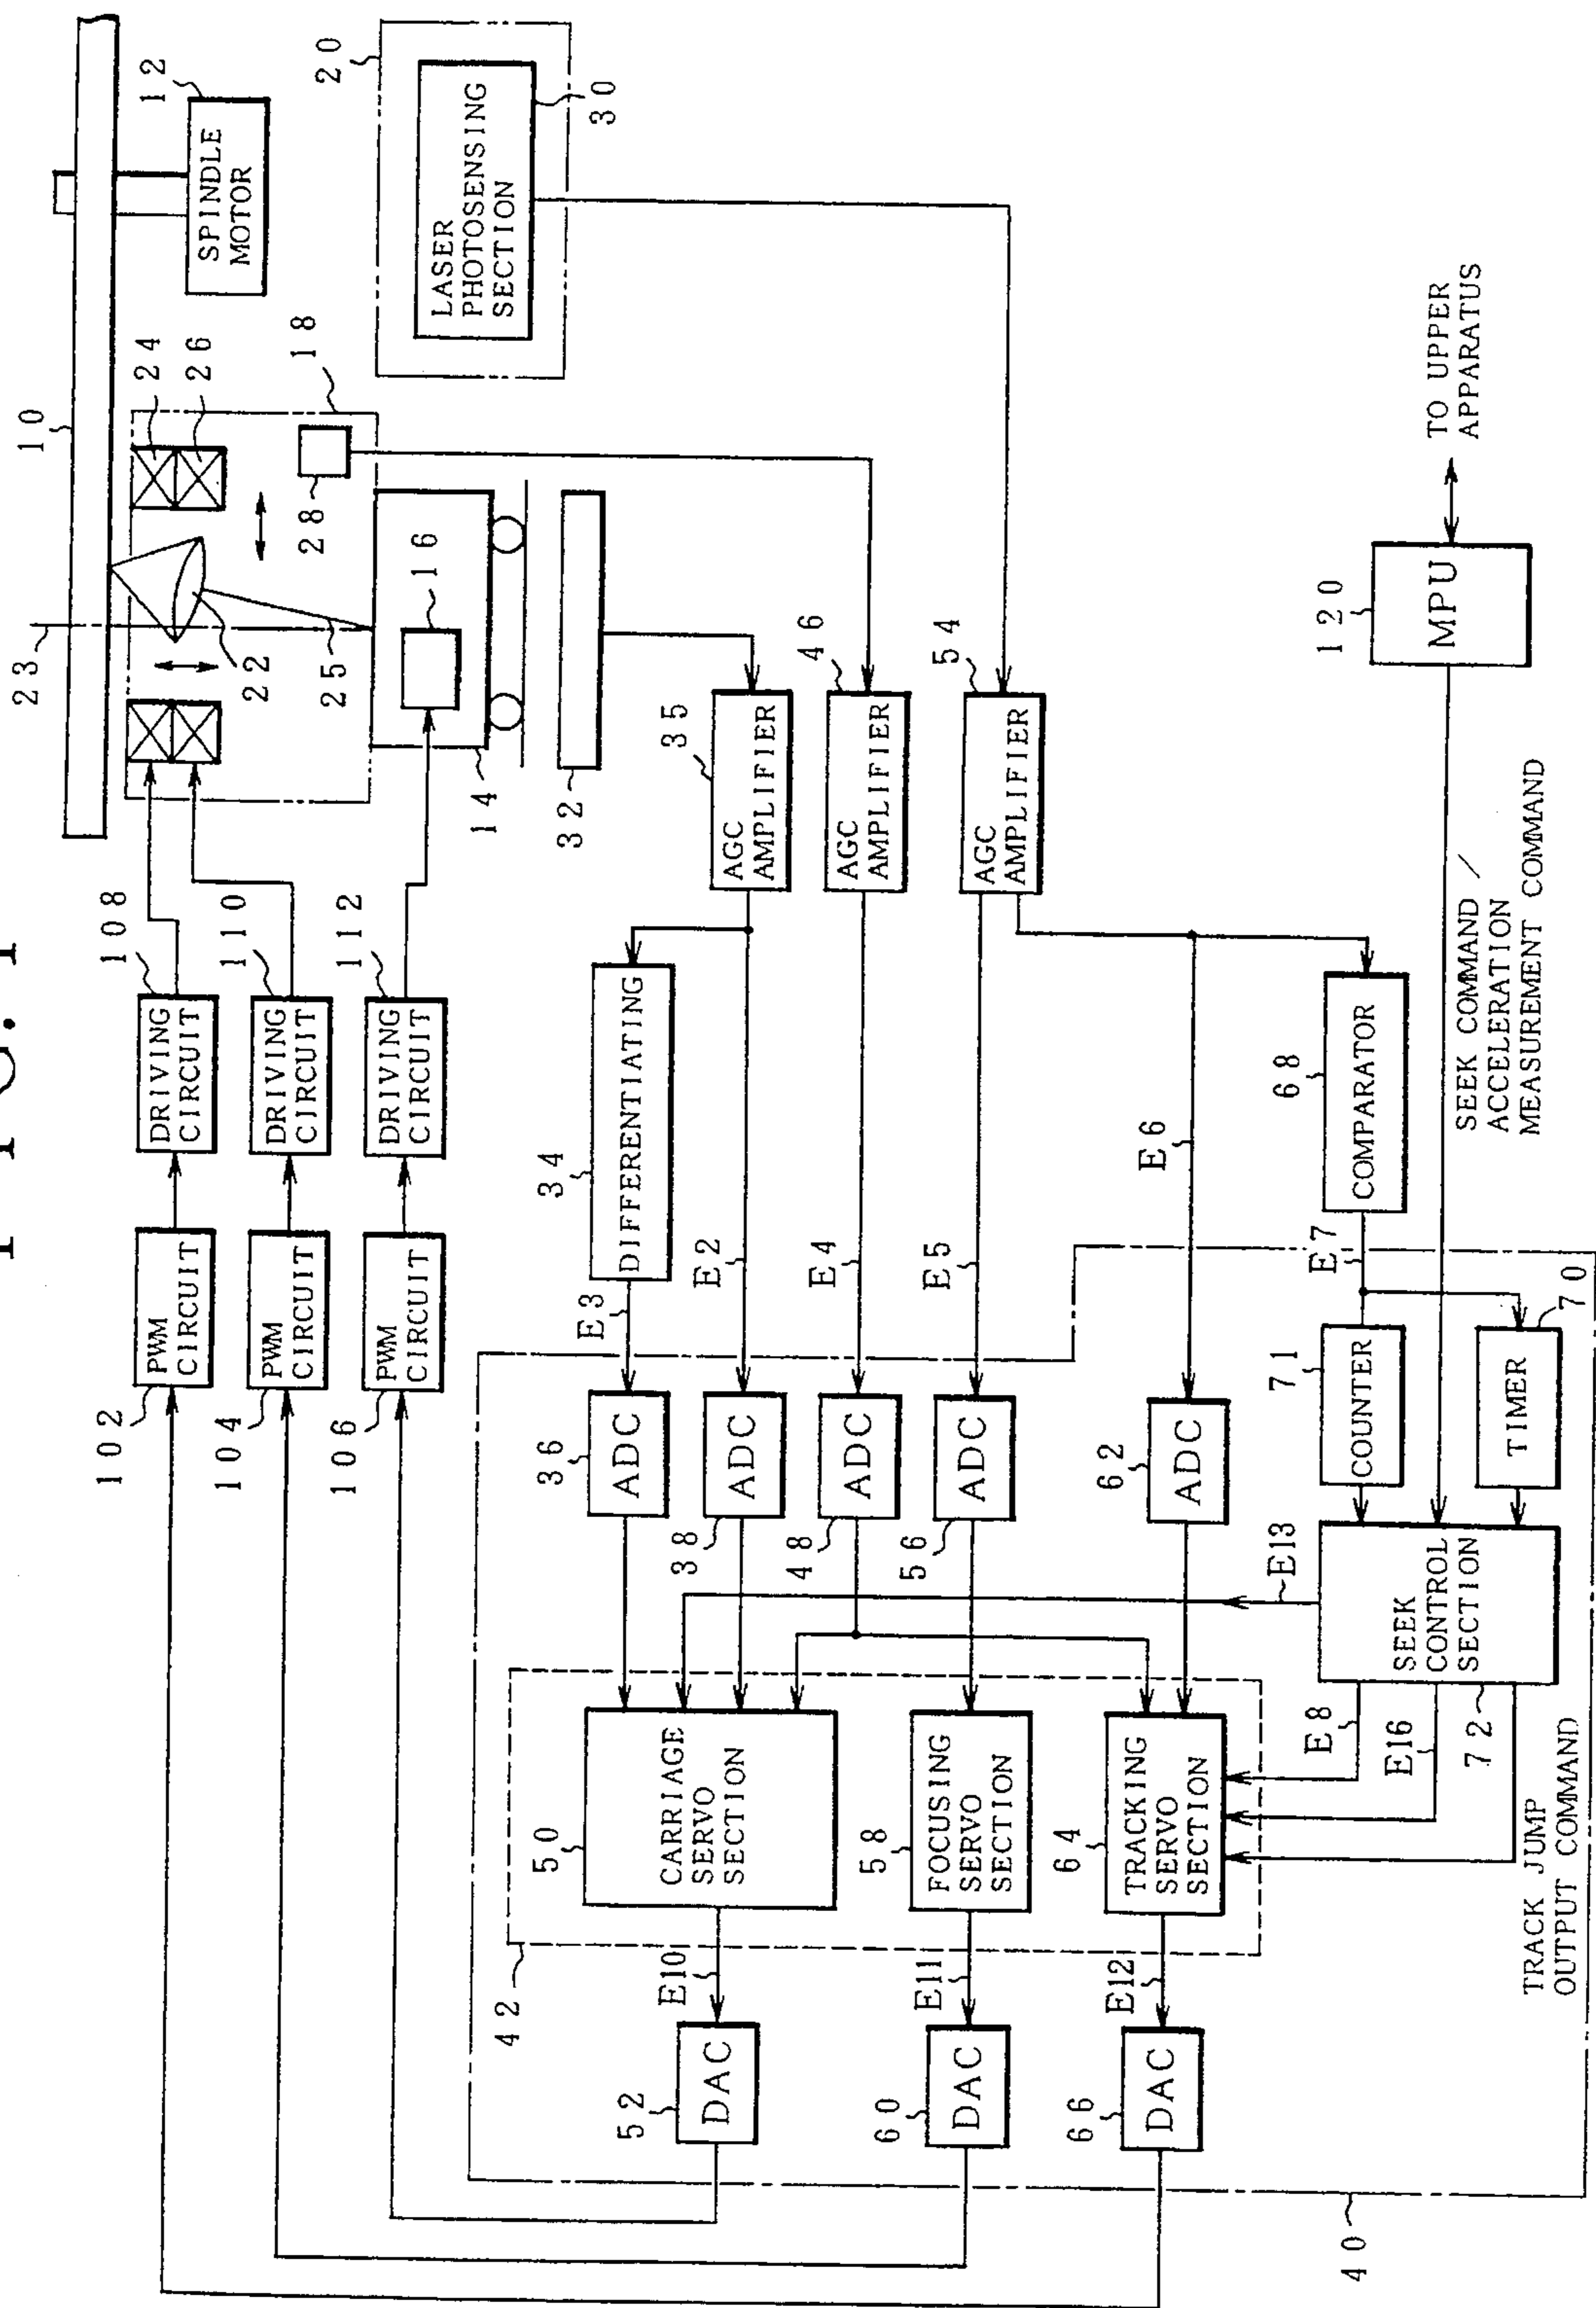 102
PWM
CIRCUIT
108
DRIVING
CIRCUIT
23
10
12
SPINDLE
MOTOR
24
26
18
104
PWM
CIRCUIT
110
DRIVING
CIRCUIT
22
25
28
20
106
PWM
CIRCUIT
112
DRIVING
CIRCUIT
14
16
LASER
PHOTOSENSING
SECTION
30
32
42
52
DAC
E10
50
CARRIAGE
SERVO
SECTION
36
ADC
E3
34
DIFFERENTIATING
35
AGC
AMPLIFIER
38
ADC
E2
48
ADC
E4
46
AGC
AMPLIFIER
60
DAC
E11
58
FOCUSING
SERVO
SECTION
56
ADC
E5
54
AGC
AMPLIFIER
66
DAC
E12
64
TRACKING
SERVO
SECTION
62
ADC
E6
E13
E8
E16
72
SEEK
CONTROL
SECTION
71
COUNTER
E7
68
COMPARATOR
TIMER
70
120
MPU
TO UPPER
APPARATUS
SEEK COMMAND /
ACCELERATION
MEASUREMENT COMMAND
TRACK JUMP
OUTPUT COMMAND
40